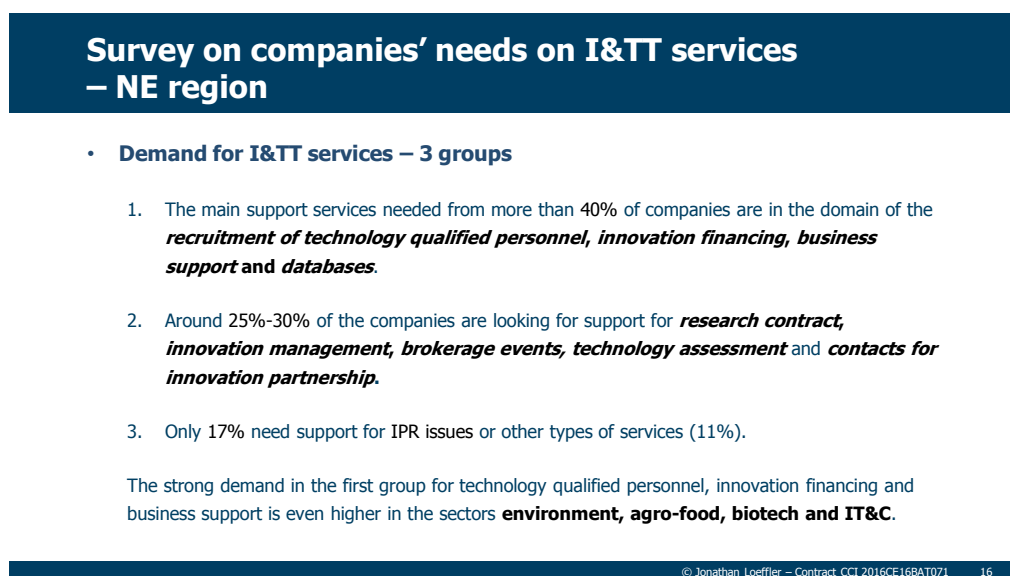 Survey on companies’ needs on I&TT services
– NE region
• Demand for I&TT services – 3 groups
1. The main support services needed from more than 40% of companies are in the domain of the
recruitment of technology qualified personnel, innovation financing, business
support and databases.
2. Around 25%-30% of the companies are looking for support for research contract,
innovation management, brokerage events, technology assessment and contacts for
innovation partnership.
3. Only 17% need support for IPR issues or other types of services (11%).
The strong demand in the first group for technology qualified personnel, innovation financing and
business support is even higher in the sectors environment, agro-food, biotech and IT&C.
© Jonathan Loeffler – Contract CCI 2016CE16BAT071 16